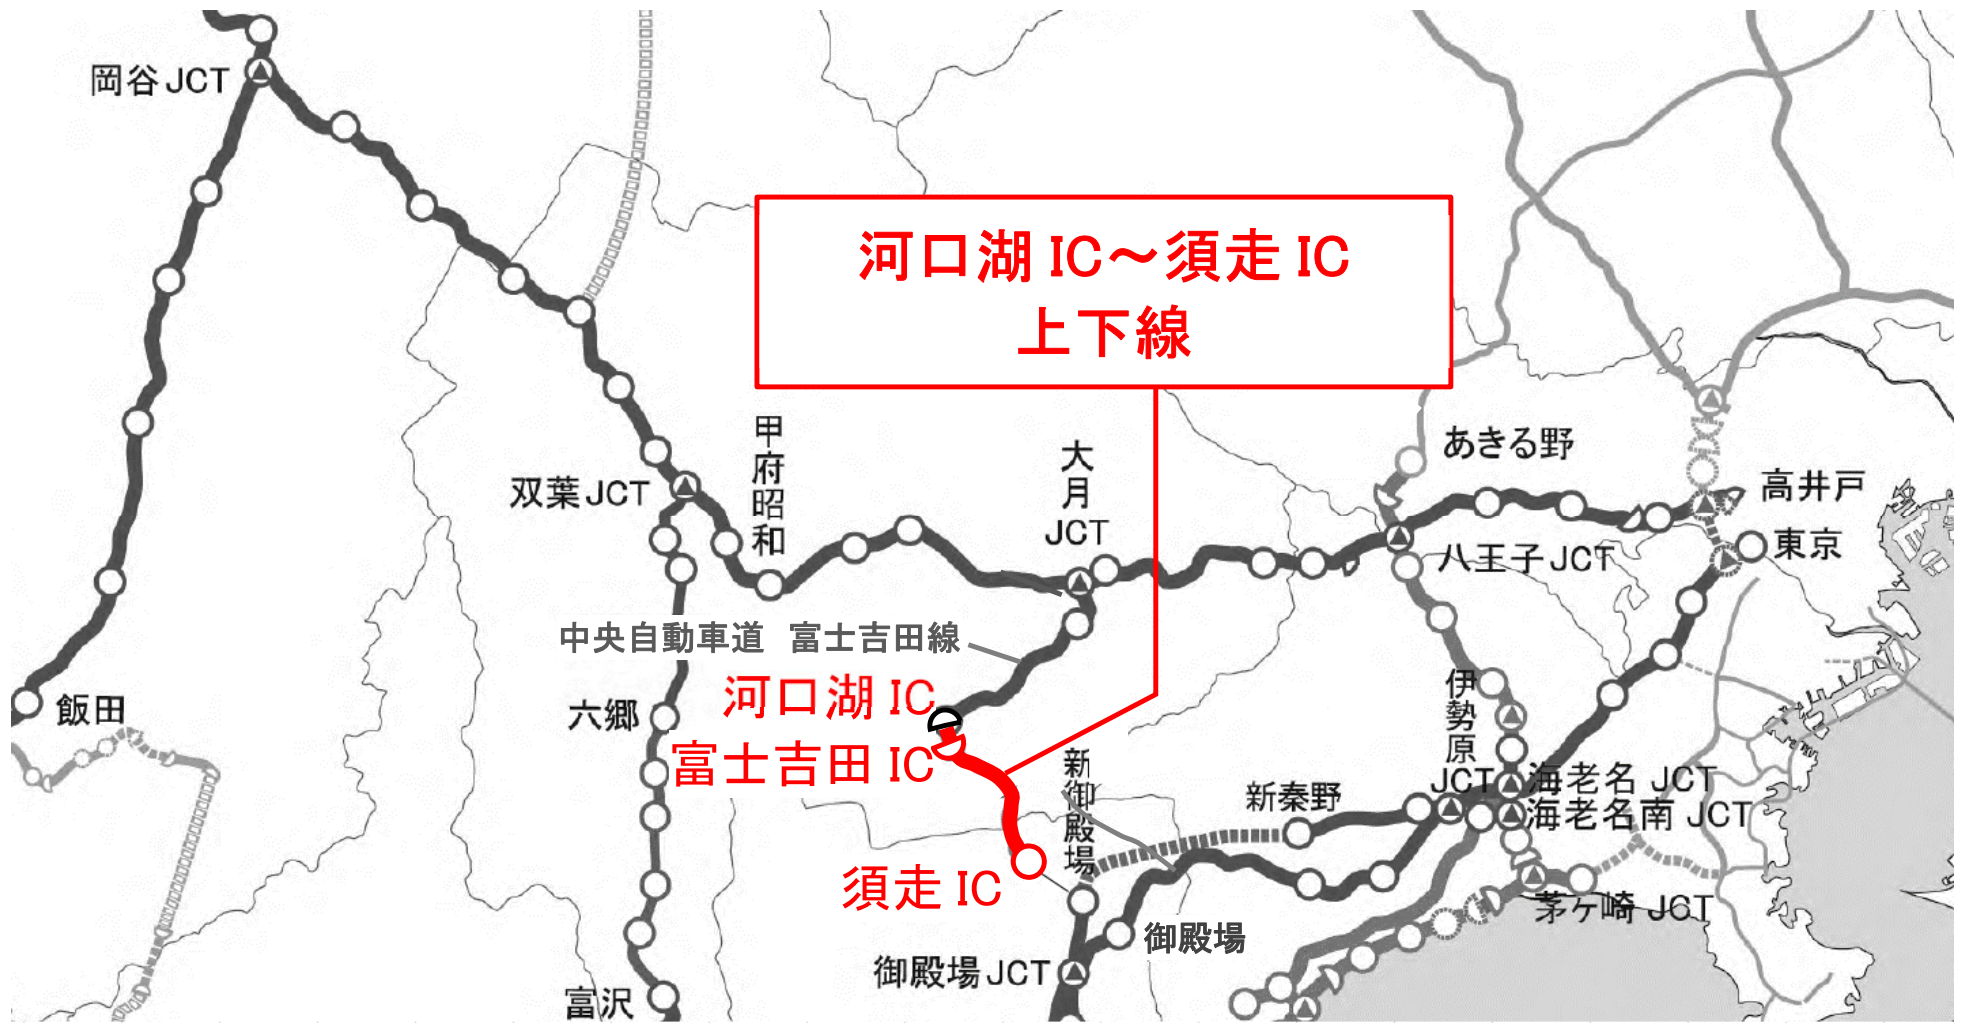 岡谷 JCT
河口湖 IC～須走 IC
上下線
あきる野
甲府昭和
大月
JCT
双葉 JCT
高井戸
東京
八王子 JCT
中央自動車道　富士吉田線
河口湖 IC
飯田
六郷
伊勢原
JCT
富士吉田 IC
新御殿場
新秦野
海老名 JCT
海老名南 JCT
須走 IC
茅ヶ崎 JCT
御殿場
御殿場 JCT
富沢